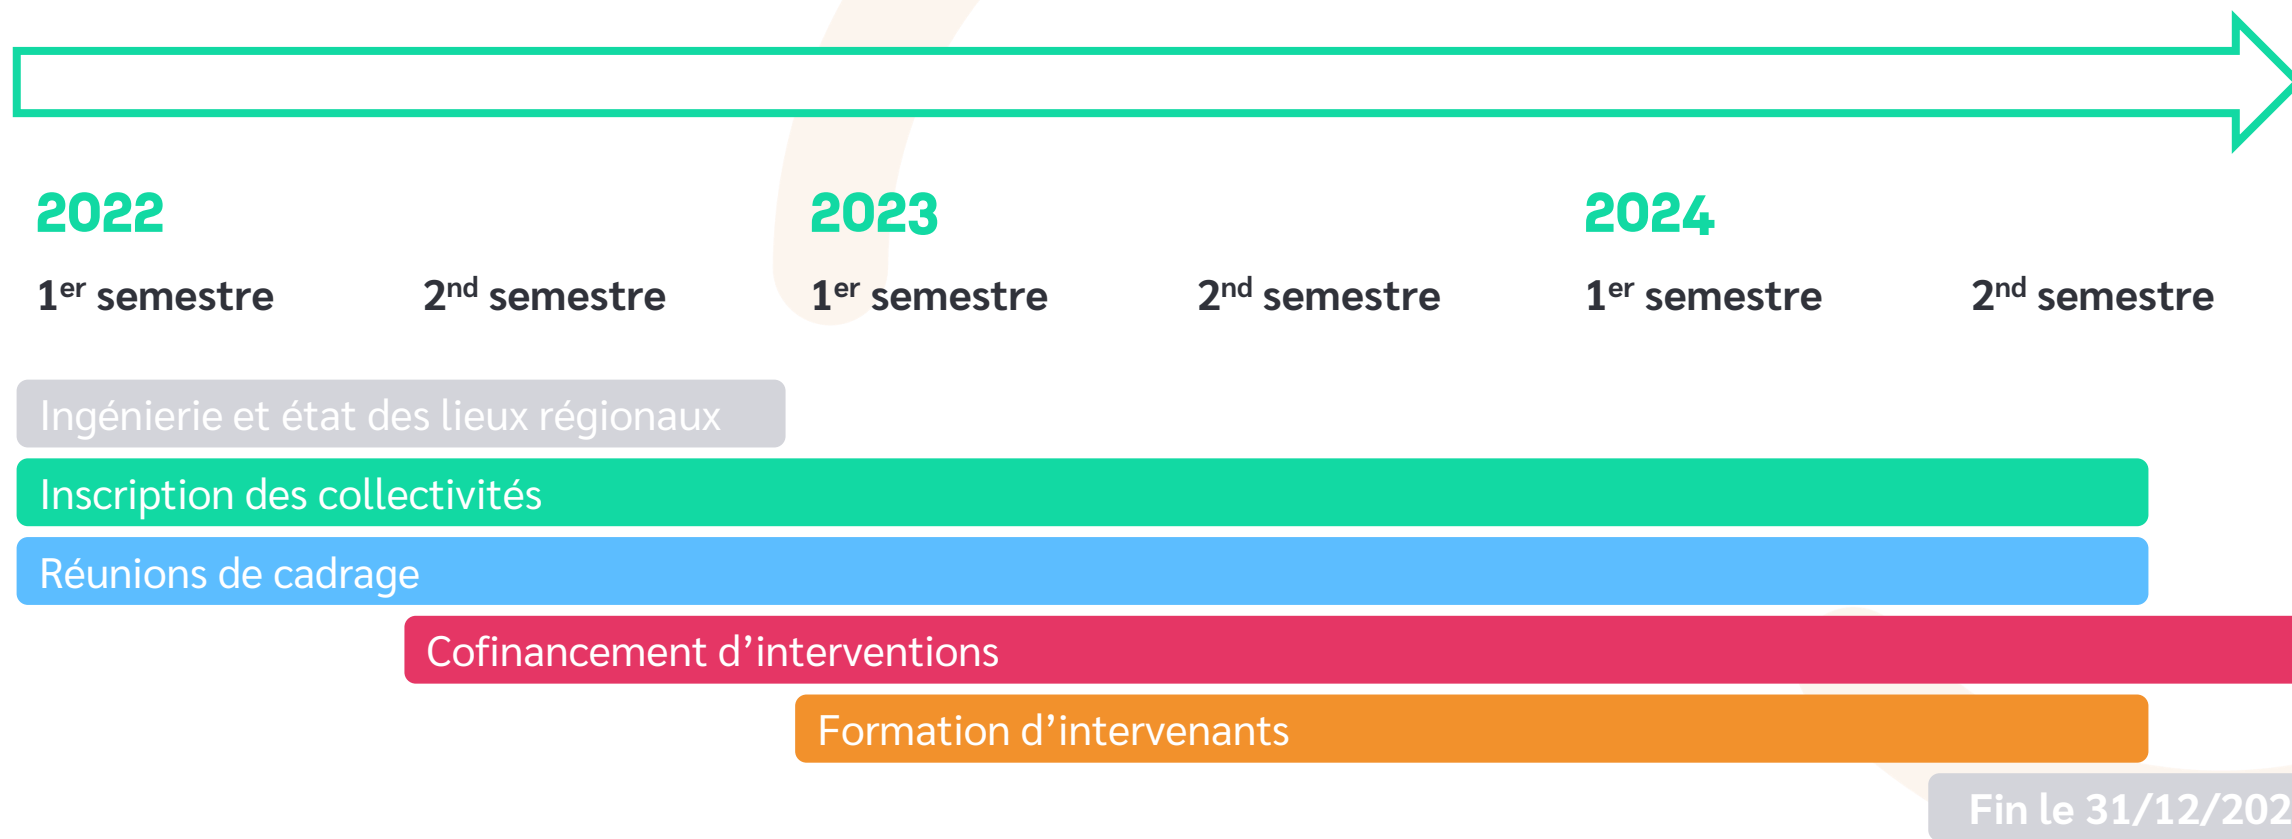 2022 2023 2024
1er semestre 2nd semestre 1er semestre 2nd semestre 1er semestre 2nd semestre
Ingénierie et état des lieux régionaux
Inscription des collectivités
Réunions de cadrage
Cofinancement d’interventions
Formation d’intervenants
Fin le 31/12/202